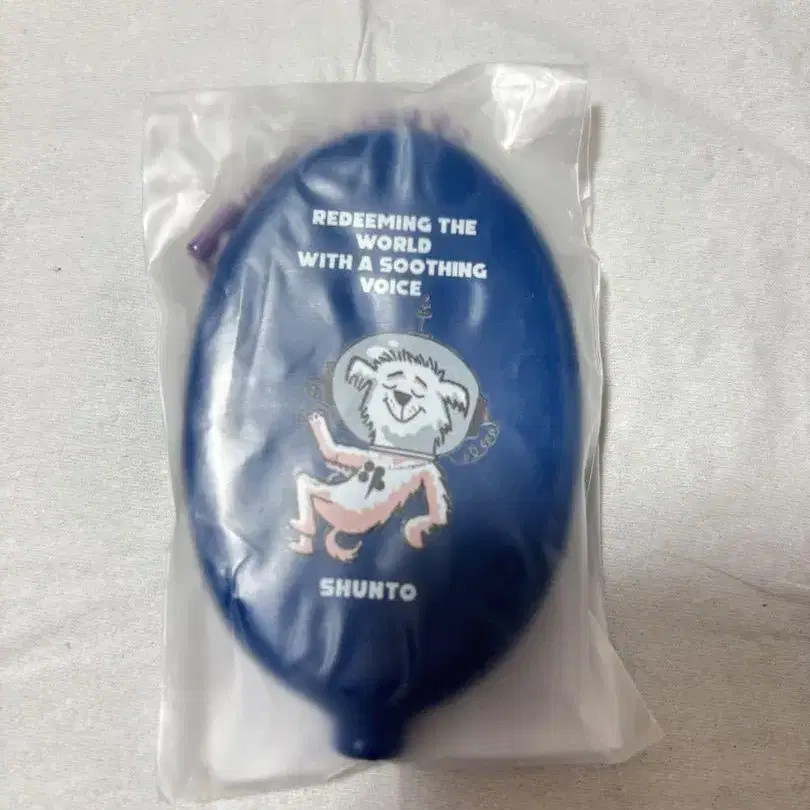 REDEEMING THE
WORLD
WITH A SOOTHING
VOICE
SHUNTO